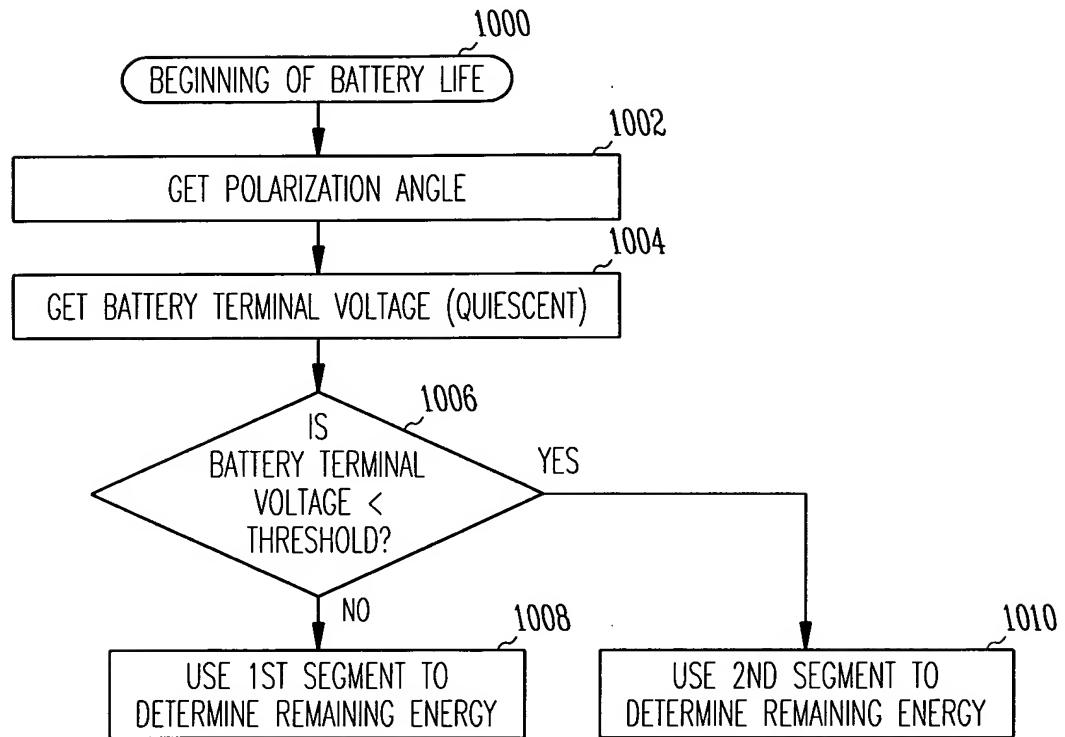 1000
BEGINNING OF BATTERY LIFE
1002
GET POLARIZATION ANGLE
1004
GET BATTERY TERMINAL VOLTAGE (QUIESCENT)
1006
IS
BATTERY TERMINAL
VOLTAGE <
THRESHOLD?
YES
NO
1008
USE 1ST SEGMENT TO
DETERMINE REMAINING ENERGY
1010
USE 2ND SEGMENT TO
DETERMINE REMAINING ENERGY